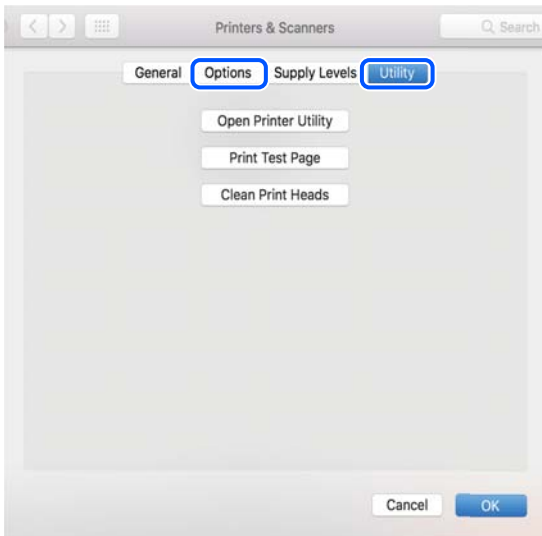 Printers & Scanners Search
General Options Supply Levels Utility
Open Printer Utility
Print Test Page
Clean Print Heads
Cancel OK